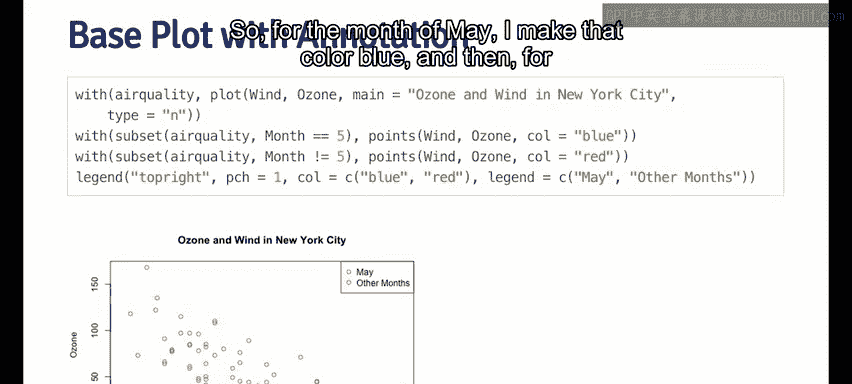 Base Plot with Annotation
So, for the month of May, I make that
color blue, and then, for
with(airquality, plot(Wind, Ozone, main = "Ozone and Wind in New York City",
type = "n"))
with(subset(airquality, Month == 5), points(Wind, Ozone, col = "blue"))
with(subset(airquality, Month != 5), points(Wind, Ozone, col = "red"))
legend("topright", pch = 1, col = c("blue", "red"), legend = c("May", "Other Months"))
Ozone and Wind in New York City
May
Other Months
150
100
50
Ozone